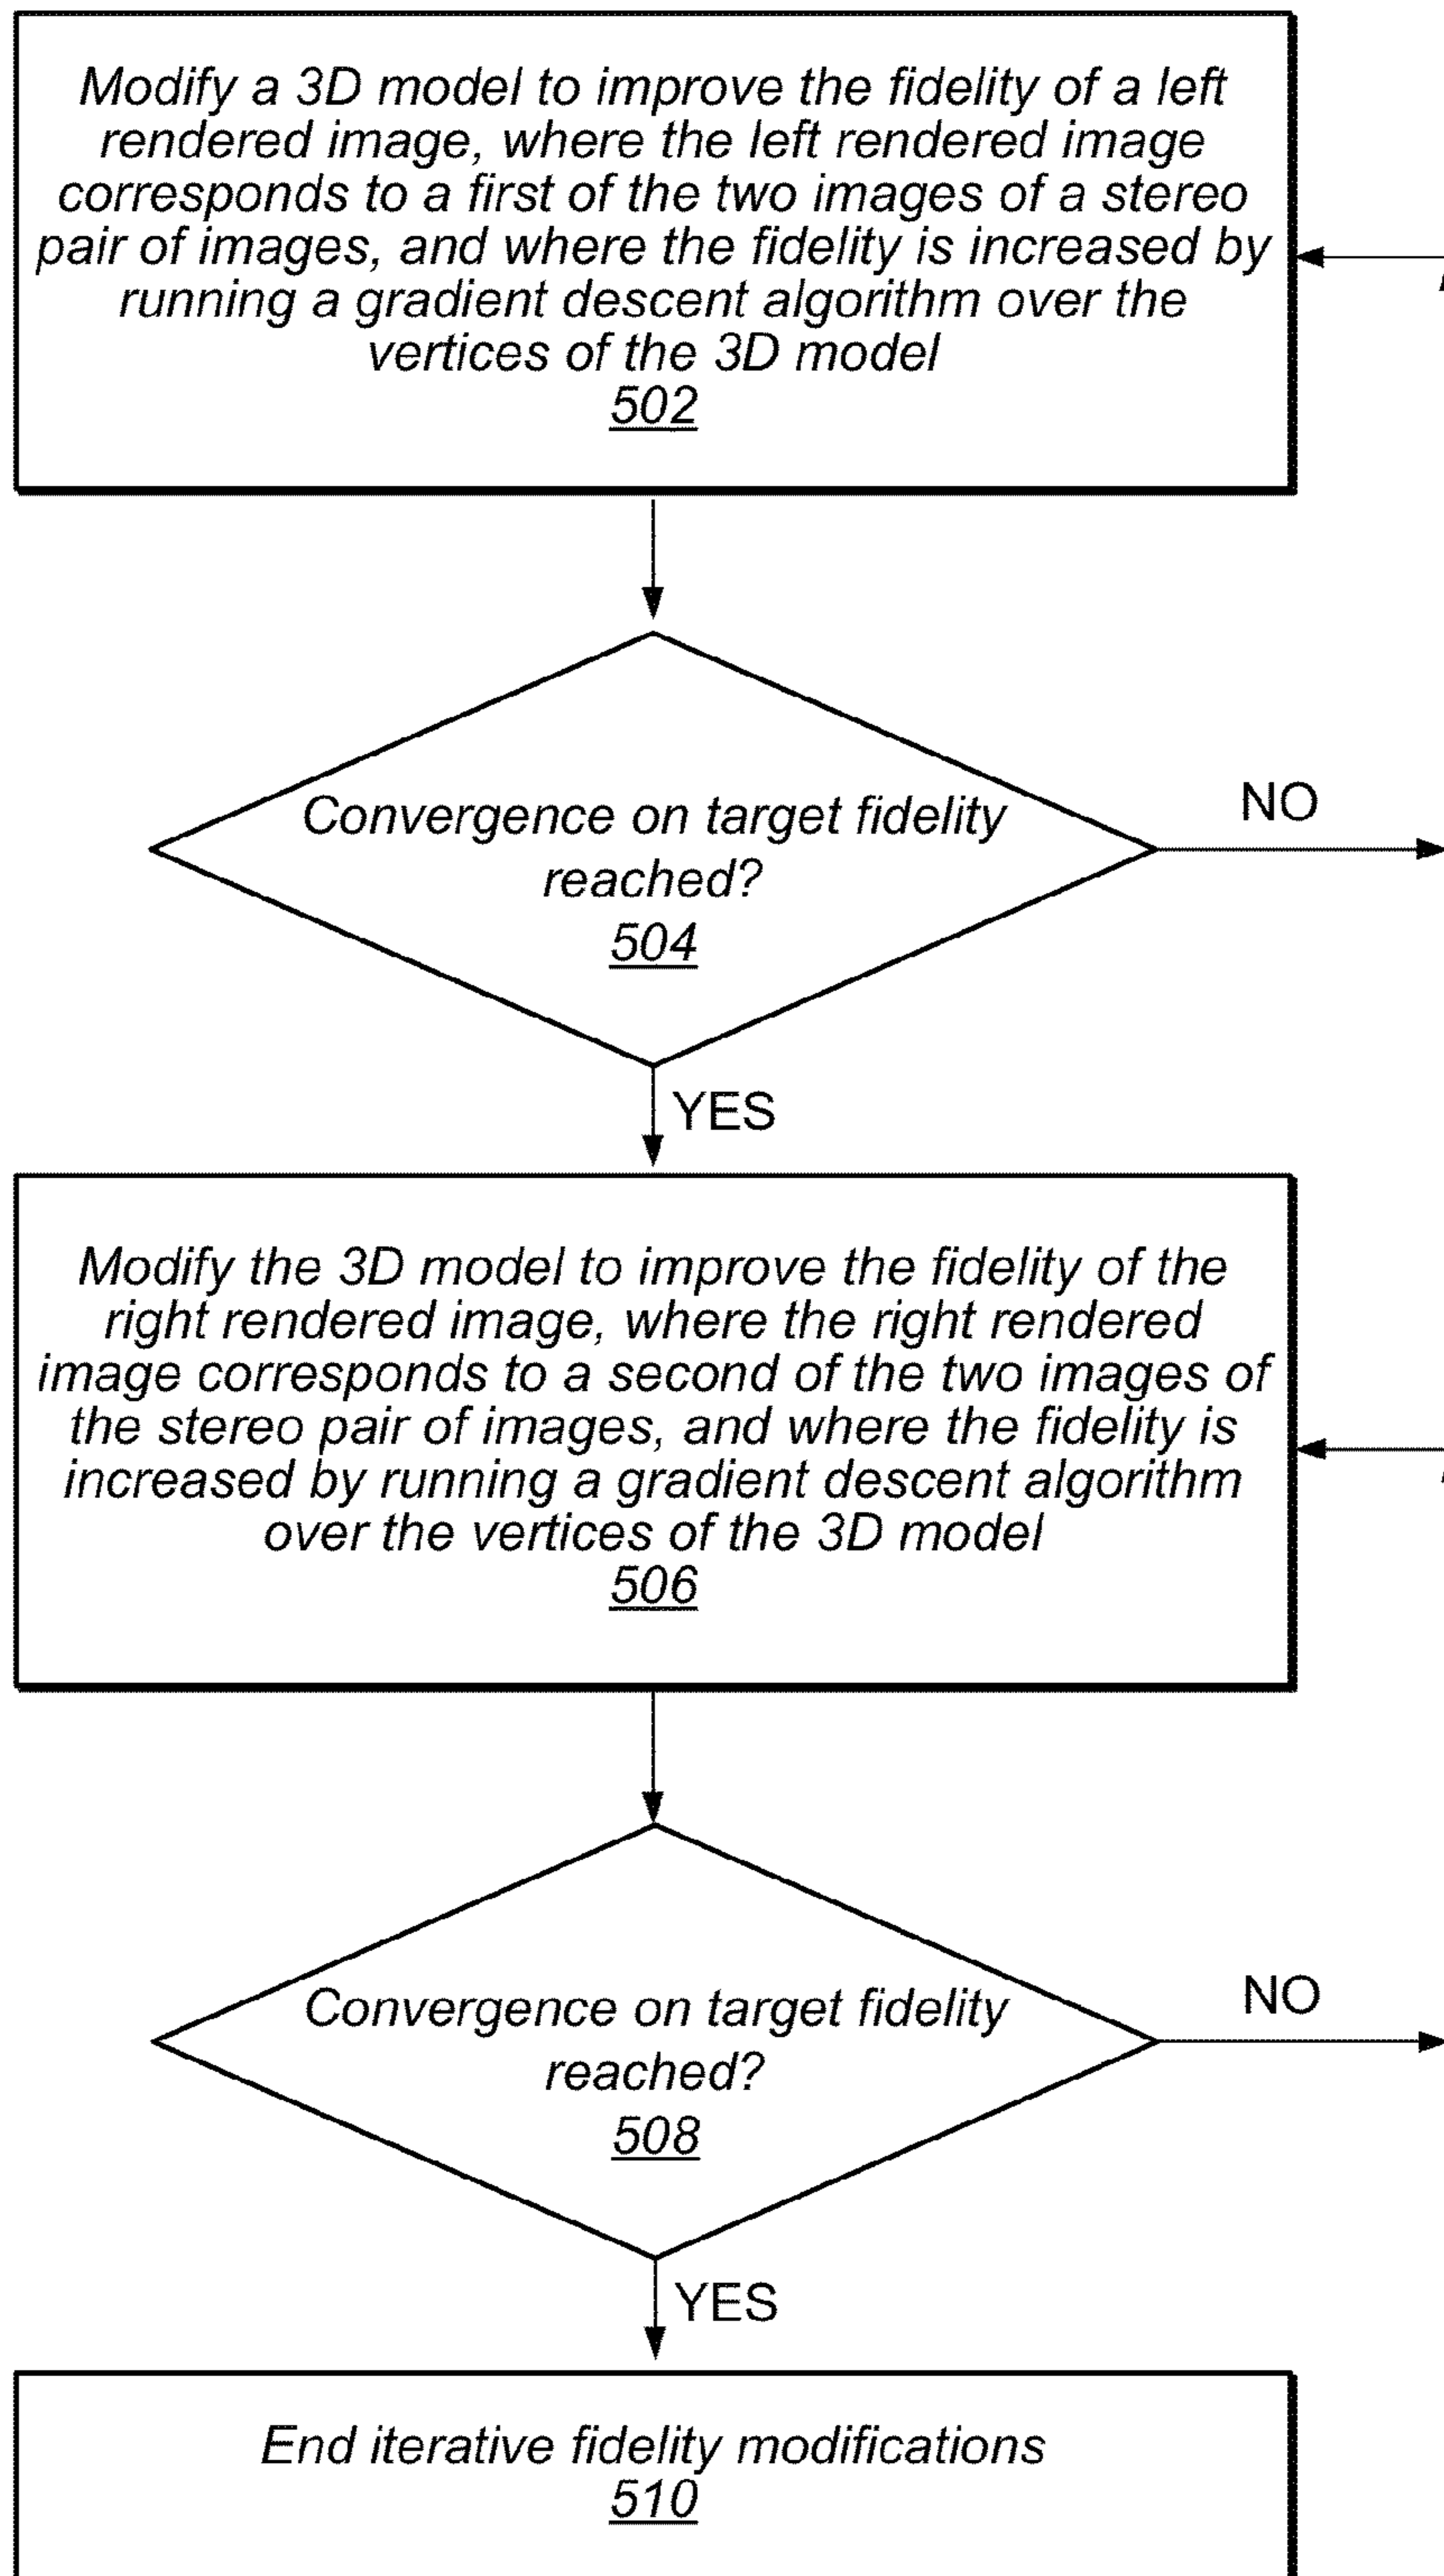 Modify a 3D model to improve the fidelity of a left
rendered image, where the left rendered image
corresponds to a first of the two images of a stereo
pair of images, and where the fidelity is increased by
running a gradient descent algorithm over the
vertices of the 3D model
502
Convergence on target fidelity
reached?
504
NO
YES
Modify the 3D model to improve the fidelity of the
right rendered image, where the right rendered
image corresponds to a second of the two images of
the stereo pair of images, and where the fidelity is
increased by running a gradient descent algorithm
over the vertices of the 3D model
506
Convergence on target fidelity
reached?
508
NO
YES
End iterative fidelity modifications
510